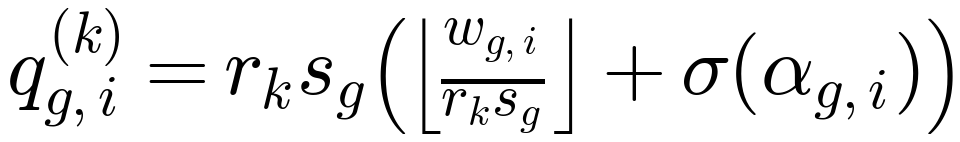 $q_{g,i}^{(k)} = r_k s_g \left( \left\lfloor \frac{w_{g,i}}{r_k s_g} \right\rfloor + \sigma(\alpha_{g,i}) \right)$